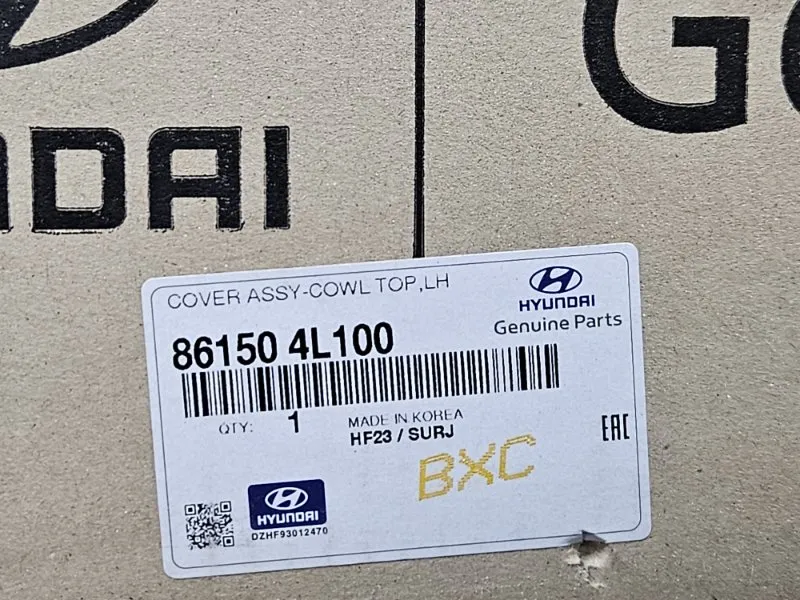 NDAI
Ge
COVER ASSY-COWL TOP,LH
HYUNDAI
Genuine Parts
86150 4L100
QTY: 1
MADE IN KOREA
HF23 / SURJ
EAC
BXC
HYUNDAI
DZHF93012470